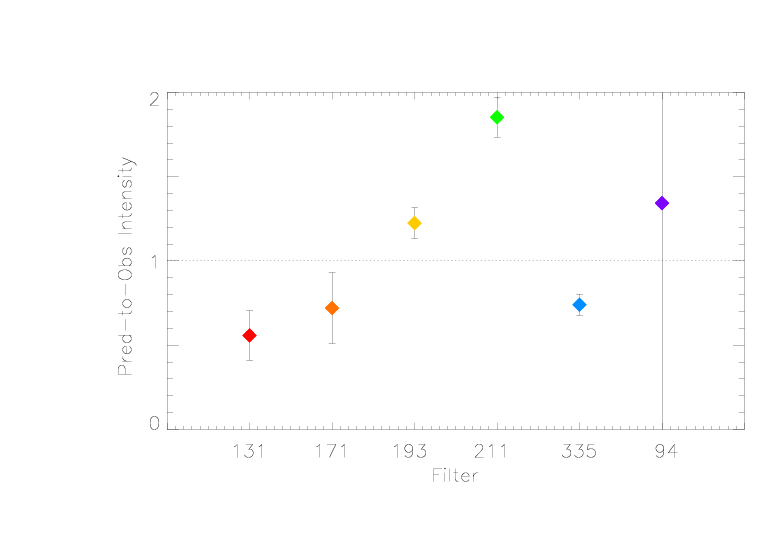 2
1
0
Pred-to-Obs Intensity
131 171 193 211 335 94
Filter